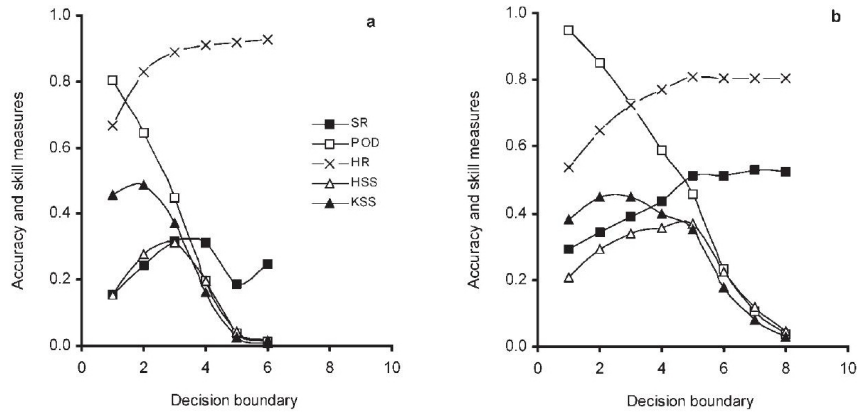 a
1.0
0.8
0.6
0.4
0.2
0.0
Accuracy and skill measures
0 2 4 6 8 10
Decision boundary
SR
POD
HR
HSS
KSS
b
1.0
0.8
0.6
0.4
0.2
0.0
Accuracy and skill measures
0 2 4 6 8 10
Decision boundary